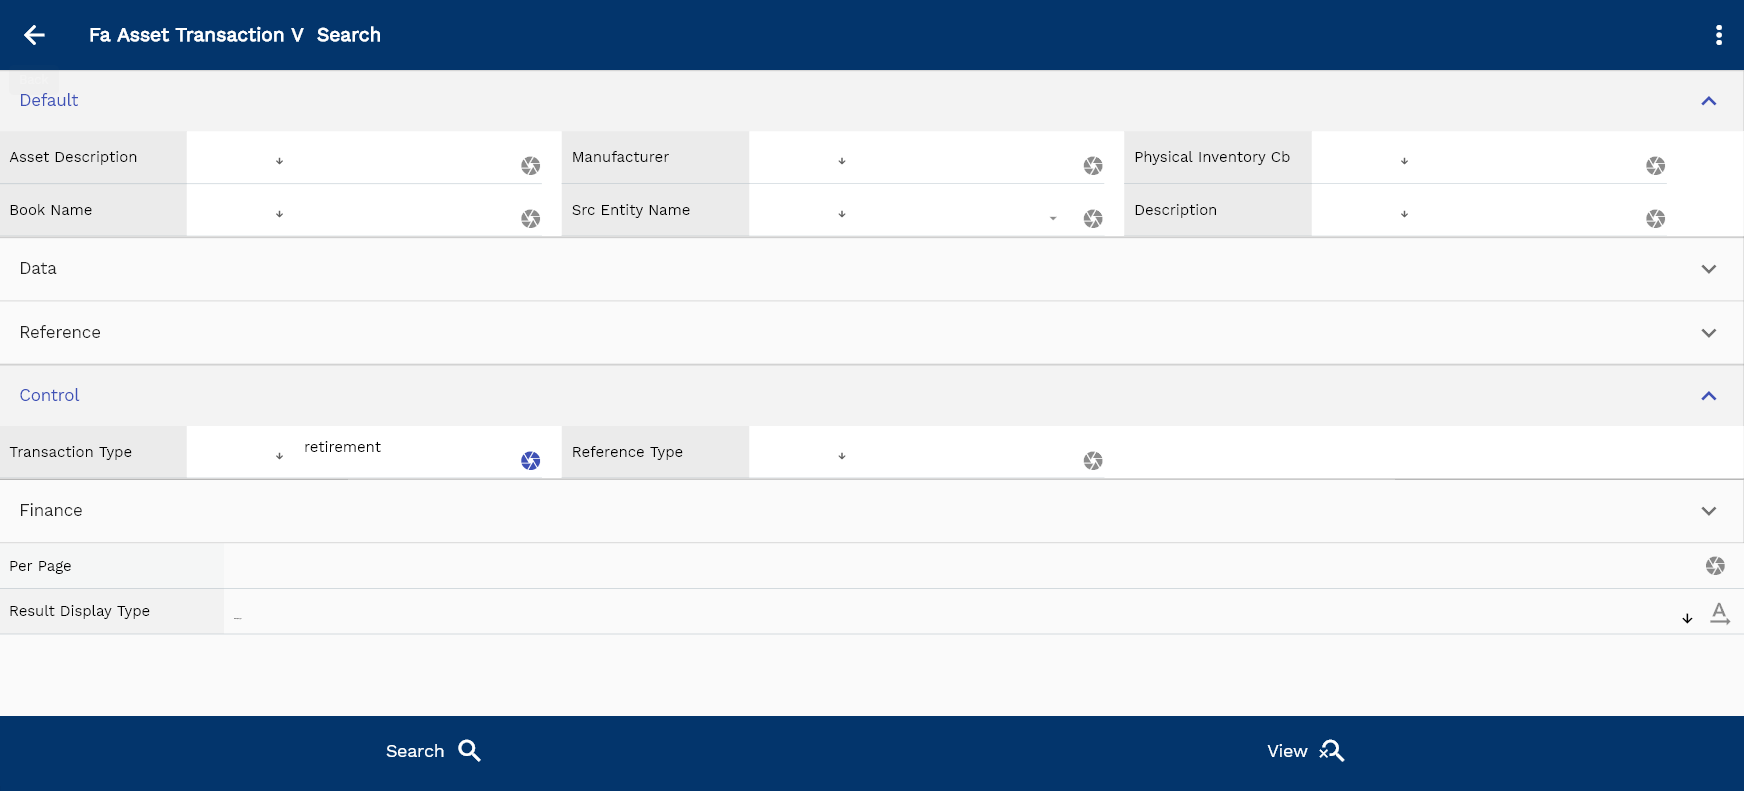 Fa Asset Transaction V Search
Default
Asset Description
Manufacturer
Physical Inventory Cb
Book Name
Src Entity Name
Description
Data
Reference
Control
Transaction Type
retirement
Reference Type
Finance
Per Page
Result Display Type
Search
View